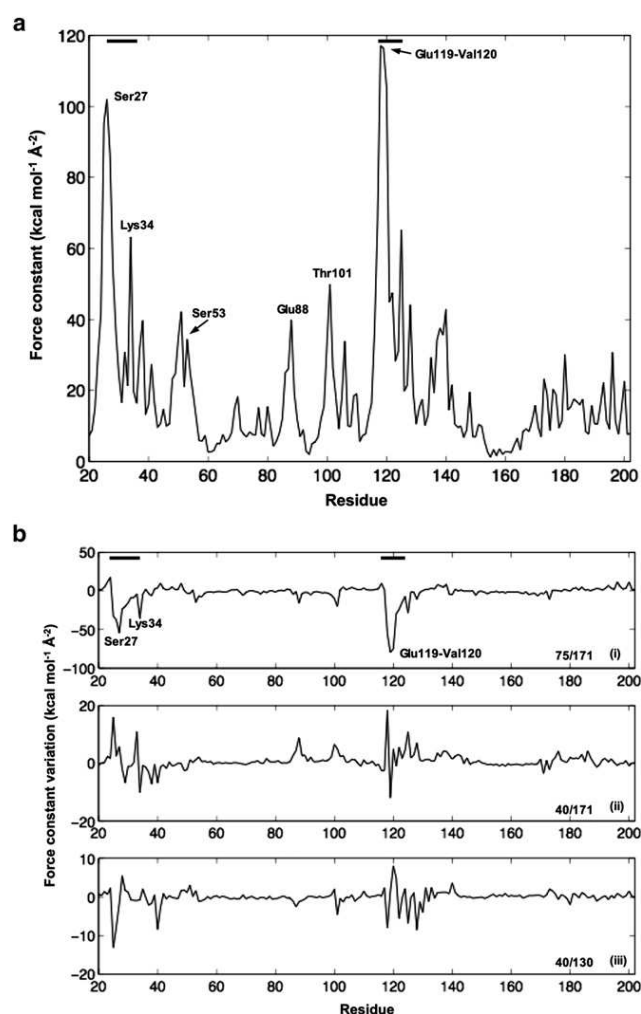 a
120
100
80
60
40
20
0
Force constant (kcal mol-1 Å-2)
Ser27
Lys34
Ser53
Glu88
Thr101
Glu119-Val120
20 40 60 80 100 120 140 160 180 200
Residue
b
Force constant variation (kcal mol-1 Å-2)
50
0
−50
−100
Ser27
Lys34
Glu119-Val120
75/171 (i)
20 40 60 80 100 120 140 160 180 200
20
0
−20
40/171 (ii)
20 40 60 80 100 120 140 160 180 200
10
0
−10
−20
40/130 (iii)
20 40 60 80 100 120 140 160 180 200
Residue